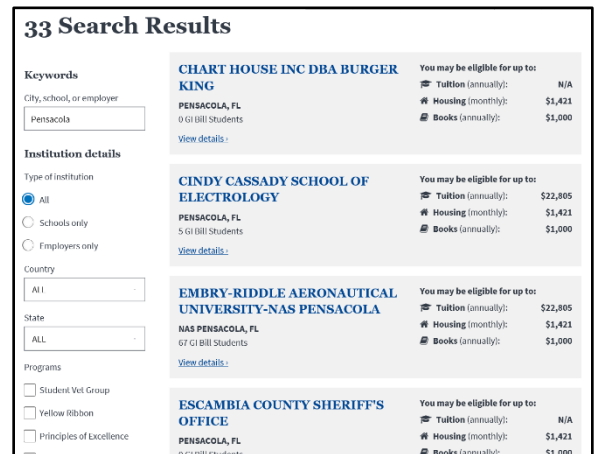 33 Search Results
Keywords
City, school, or employer
Pensacola
Institution details
Type of institution
All
Schools only
Employers only
Country
ALL
State
ALL
Programs
Student Vet Group
Yellow Ribbon
Principles of Excellence
CHART HOUSE INC DBA BURGER
KING
PENSACOLA, FL
0 GI Bill Students
View details ›
You may be eligible for up to:
Tuition (annually): N/A
Housing (monthly): $1,421
Books (annually): $1,000
CINDY CASSADY SCHOOL OF
ELECTROLOGY
PENSACOLA, FL
5 GI Bill Students
View details ›
You may be eligible for up to:
Tuition (annually): $22,805
Housing (monthly): $1,421
Books (annually): $1,000
EMBRY-RIDDLE AERONAUTICAL
UNIVERSITY-NAS PENSACOLA
NAS PENSACOLA, FL
67 GI Bill Students
View details ›
You may be eligible for up to:
Tuition (annually): $22,805
Housing (monthly): $1,421
Books (annually): $1,000
ESCAMBIA COUNTY SHERIFF'S
OFFICE
PENSACOLA, FL
0 GI Bill Students
You may be eligible for up to:
Tuition (annually): N/A
Housing (monthly): $1,421
Books (annually): $1,000